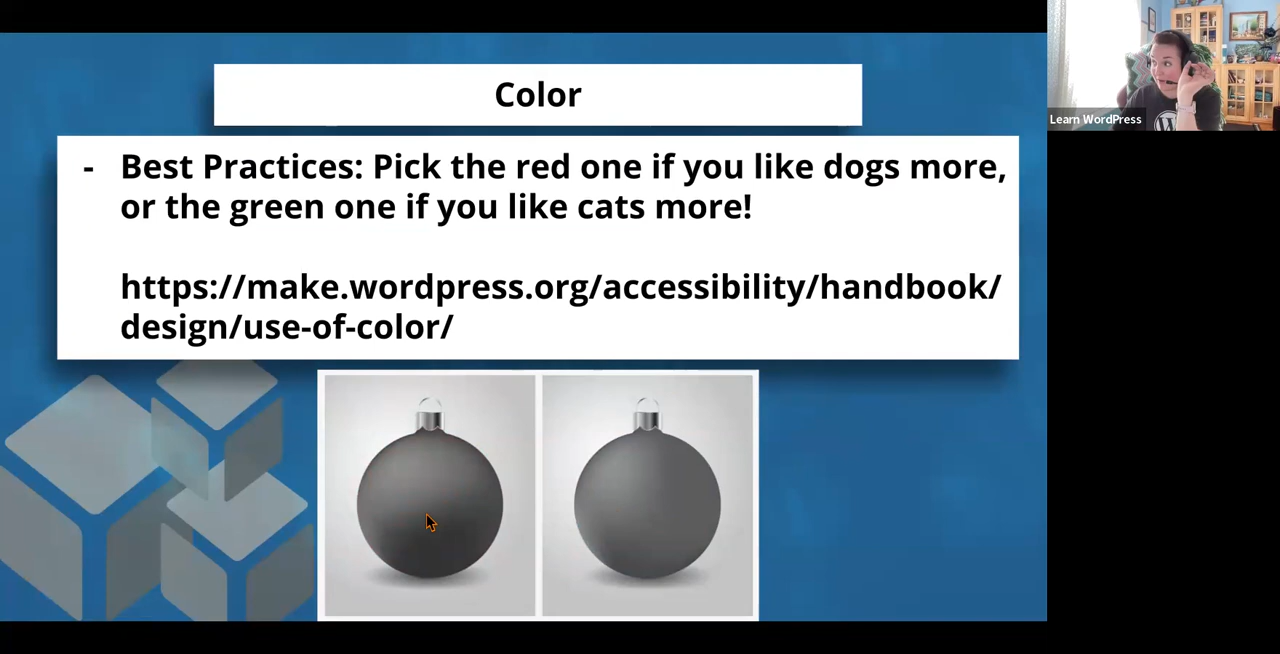 Color
- Best Practices: Pick the red one if you like dogs more,
or the green one if you like cats more!
https://make.wordpress.org/accessibility/handbook/
design/use-of-color/
Learn WordPress